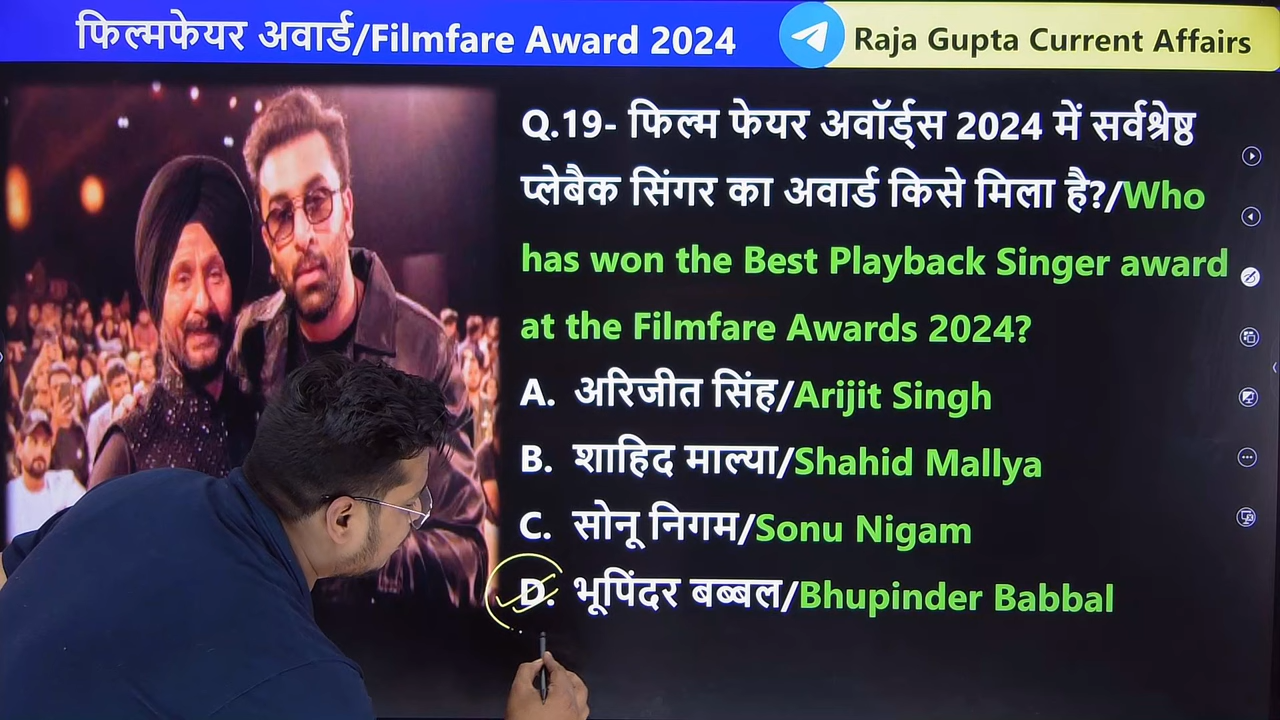 फिल्मफेयर अवार्ड/Filmfare Award 2024
Raja Gupta Current Affairs
Q.19- फिल्म फेयर अवॉर्ड्स 2024 में सर्वश्रेष्ठ
प्लेबैक सिंगर का अवार्ड किसे मिला है?/Who
has won the Best Playback Singer award
at the Filmfare Awards 2024?
A. अरिजीत सिंह/Arijit Singh
B. शाहिद माल्या/Shahid Mallya
C. सोनू निगम/Sonu Nigam
D. भूपिंदर बब्बल/Bhupinder Babbal